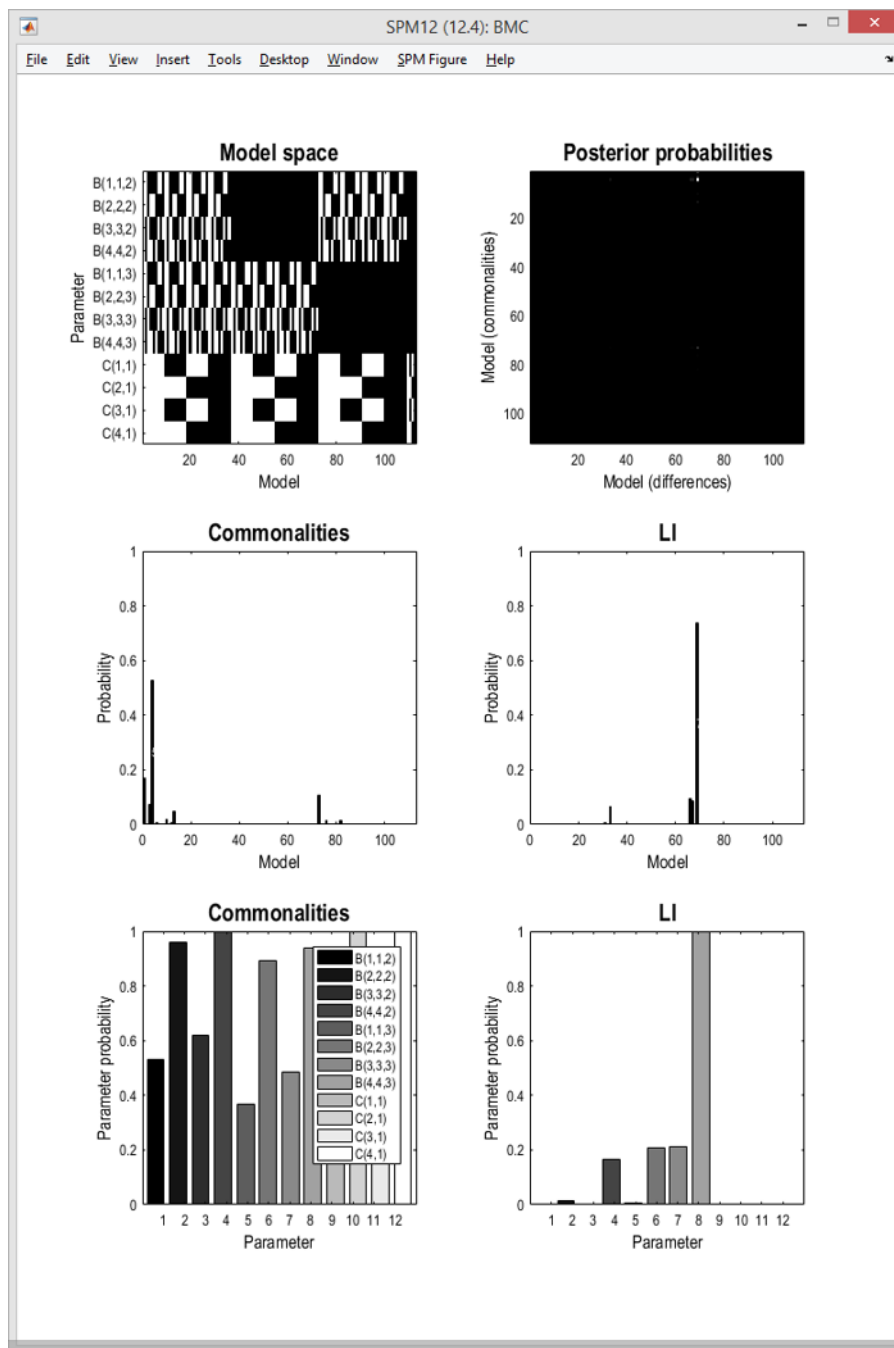 SPM12 (12.4): BMC
File Edit View Insert Tools Desktop Window SPM Figure Help
Model space
B(1,1,2)
B(2,2,2)
B(3,3,2)
B(4,4,2)
B(1,1,3)
B(2,2,3)
B(3,3,3)
B(4,4,3)
C(1,1)
C(2,1)
C(3,1)
C(4,1)
Parameter
20 40 60 80 100
Model
Posterior probabilities
20
40
60
80
100
Model (commonalities)
20 40 60 80 100
Model (differences)
Commonalities
1
0.8
0.6
0.4
0.2
0
Probability
0 20 40 60 80 100
Model
LI
1
0.8
0.6
0.4
0.2
0
Probability
0 20 40 60 80 100
Model
Commonalities
1
0.8
0.6
0.4
0.2
0
Parameter probability
B(1,1,2)
B(2,2,2)
B(3,3,2)
B(4,4,2)
B(1,1,3)
B(2,2,3)
B(3,3,3)
B(4,4,3)
C(1,1)
C(2,1)
C(3,1)
C(4,1)
1 2 3 4 5 6 7 8 9 10 11 12
Parameter
LI
1
0.8
0.6
0.4
0.2
0
Parameter probability
1 2 3 4 5 6 7 8 9 10 11 12
Parameter